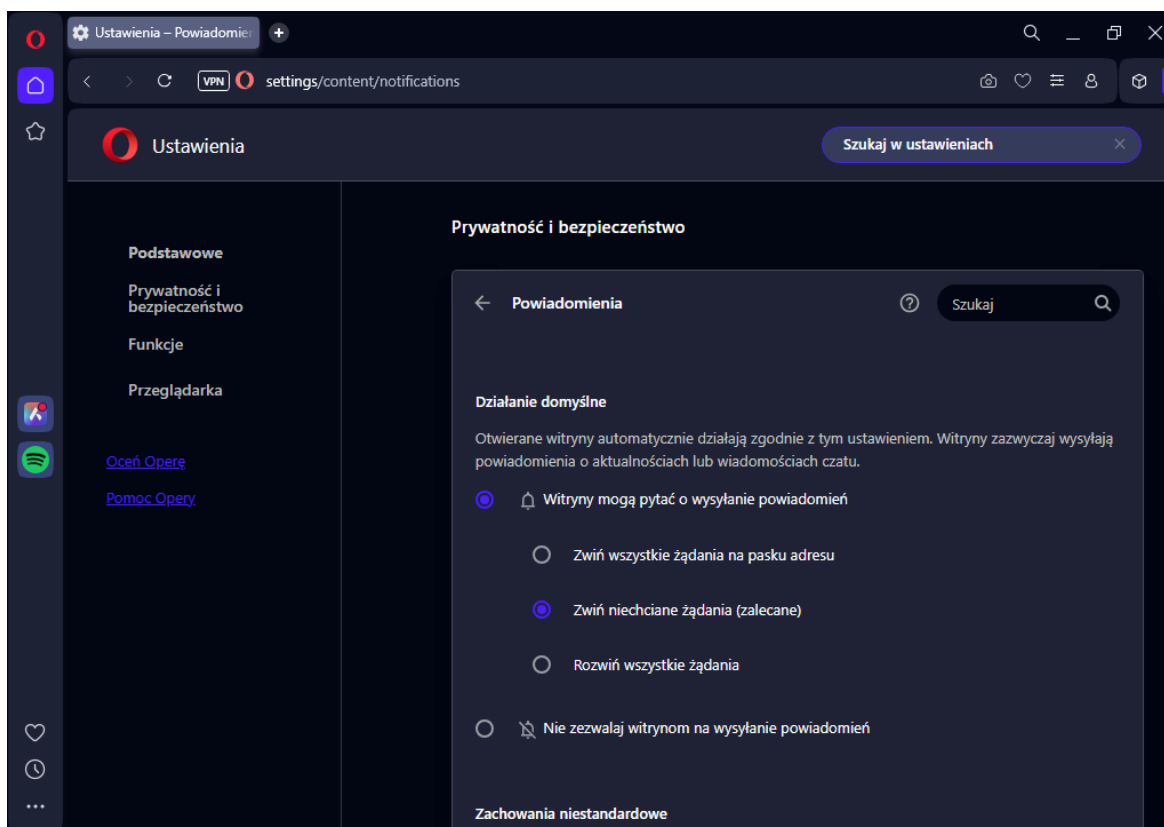 Ustawienia – Powiadomien
VPN settings/content/notifications
Ustawienia
Szukaj w ustawieniach
Podstawowe
Prywatność i
bezpieczeństwo
Funkcje
Przeglądarka
Oceń Operę
Pomoc Opery
Prywatność i bezpieczeństwo
Powiadomienia
Szukaj
Działanie domyślne
Otwierane witryny automatycznie działają zgodnie z tym ustawieniem. Witryny zazwyczaj wysyłają
powiadomienia o aktualnościach lub wiadomościach czatu.
Witryny mogą pytać o wysyłanie powiadomień
Zwiń wszystkie żądania na pasku adresu
Zwiń niechciane żądania (zalecane)
Rozwiń wszystkie żądania
Nie zezwalaj witrynom na wysyłanie powiadomień
Zachowania niestandardowe